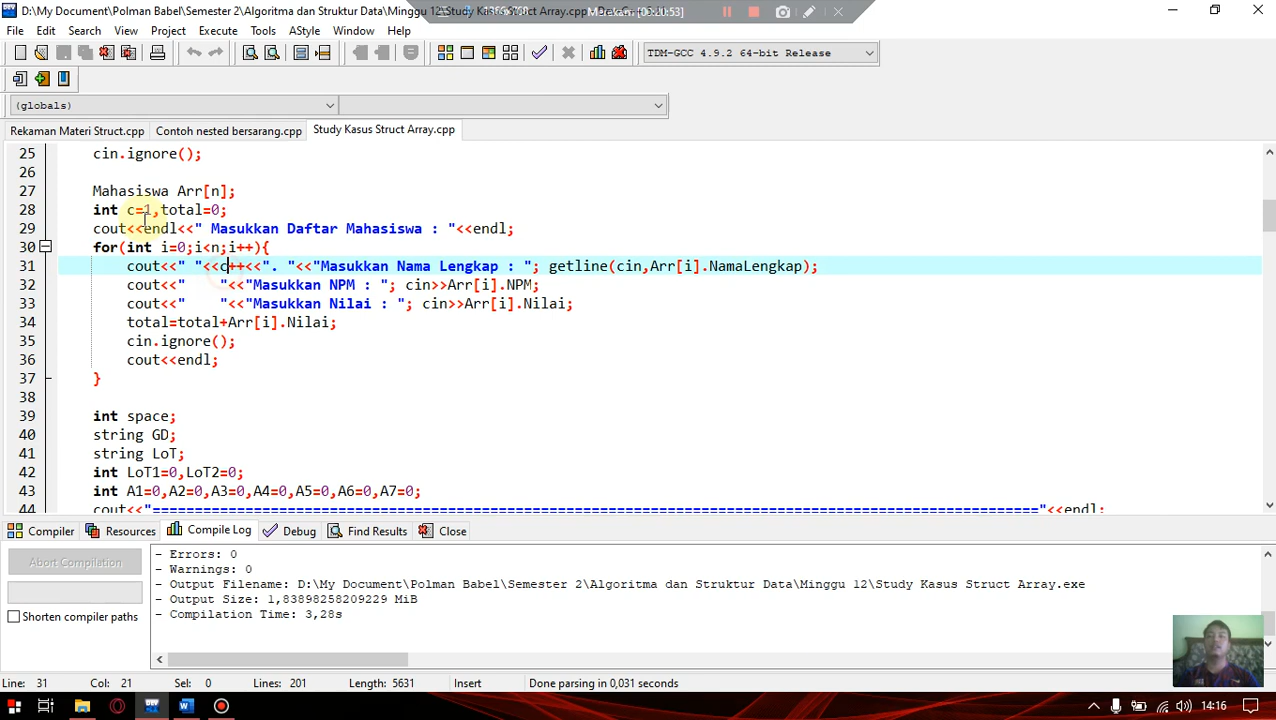 D:\My Document\Polman Babel\Semester 2\Algoritma dan Struktur Data\Minggu 12\Study Kasus Struct Array.cpp
File Edit Search View Project Execute Tools AStyle Window Help
TDM-GCC 4.9.2 64-bit Release
(globals)
Rekaman Materi Struct.cpp Contoh nested bersarang.cpp Study Kasus Struct Array.cpp
25 cin.ignore();
26
27 Mahasiswa Arr[n];
28 int c=1,total=0;
29 cout<<endl<<" Masukkan Daftar Mahasiswa : "<<endl;
30 for(int i=0;i<n;i++){
31 cout<<" "<<c++<<". "<<"Masukkan Nama Lengkap : "; getline(cin,Arr[i].NamaLengkap);
32 cout<<"    "<<"Masukkan NPM : "; cin>>Arr[i].NPM;
33 cout<<"    "<<"Masukkan Nilai : "; cin>>Arr[i].Nilai;
34 total=total+Arr[i].Nilai;
35 cin.ignore();
36 cout<<endl;
37 }
38
39 int space;
40 string GD;
41 string LoT;
42 int LoT1=0,LoT2=0;
43 int A1=0,A2=0,A3=0,A4=0,A5=0,A6=0,A7=0;
Compiler Resources Compile Log Debug Find Results Close
Abort Compilation
Shorten compiler paths
- Errors: 0
- Warnings: 0
- Output Filename: D:\My Document\Polman Babel\Semester 2\Algoritma dan Struktur Data\Minggu 12\Study Kasus Struct Array.exe
- Output Size: 1,83898258209229 MiB
- Compilation Time: 3,28s
Line: 31 Col: 21 Sel: 0 Lines: 201 Length: 5631 Insert Done parsing in 0,031 seconds
14:16